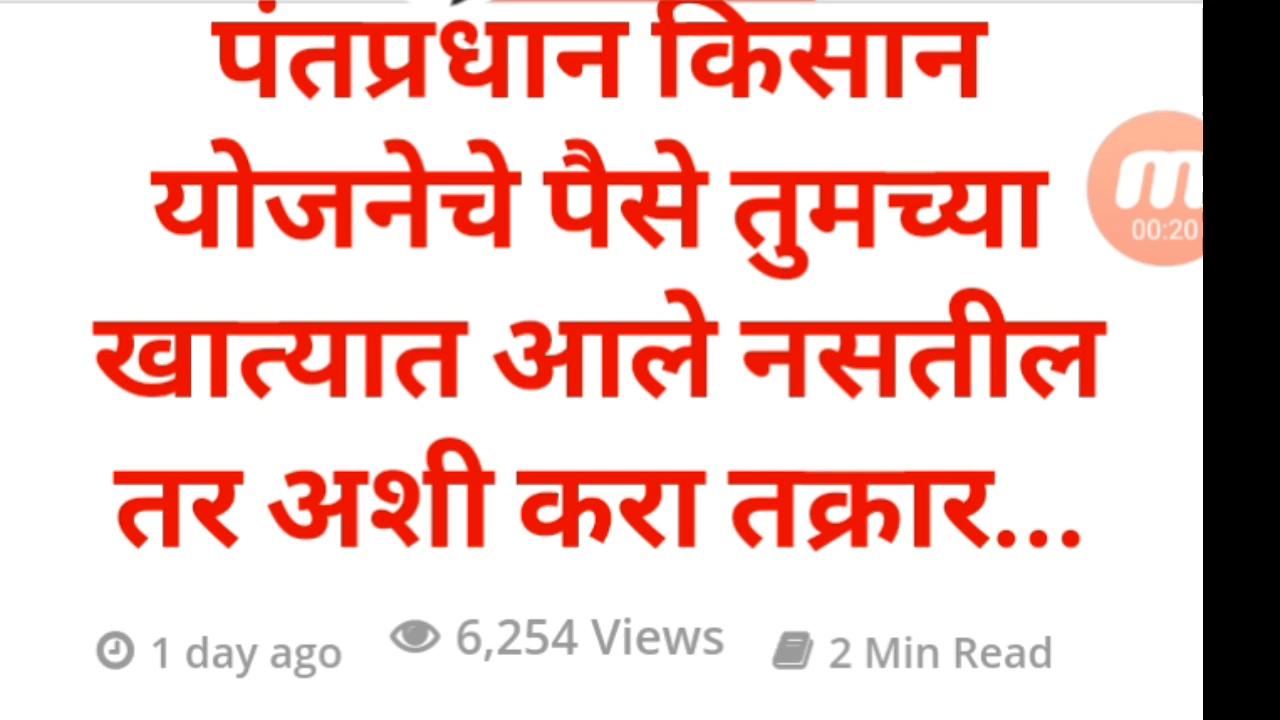 पंतप्रधान किसान
योजनेचे पैसे तुमच्या
खात्यात आले नसतील
तर अशी करा तक्रार...
m
00:20
1 day ago 6,254 Views 2 Min Read